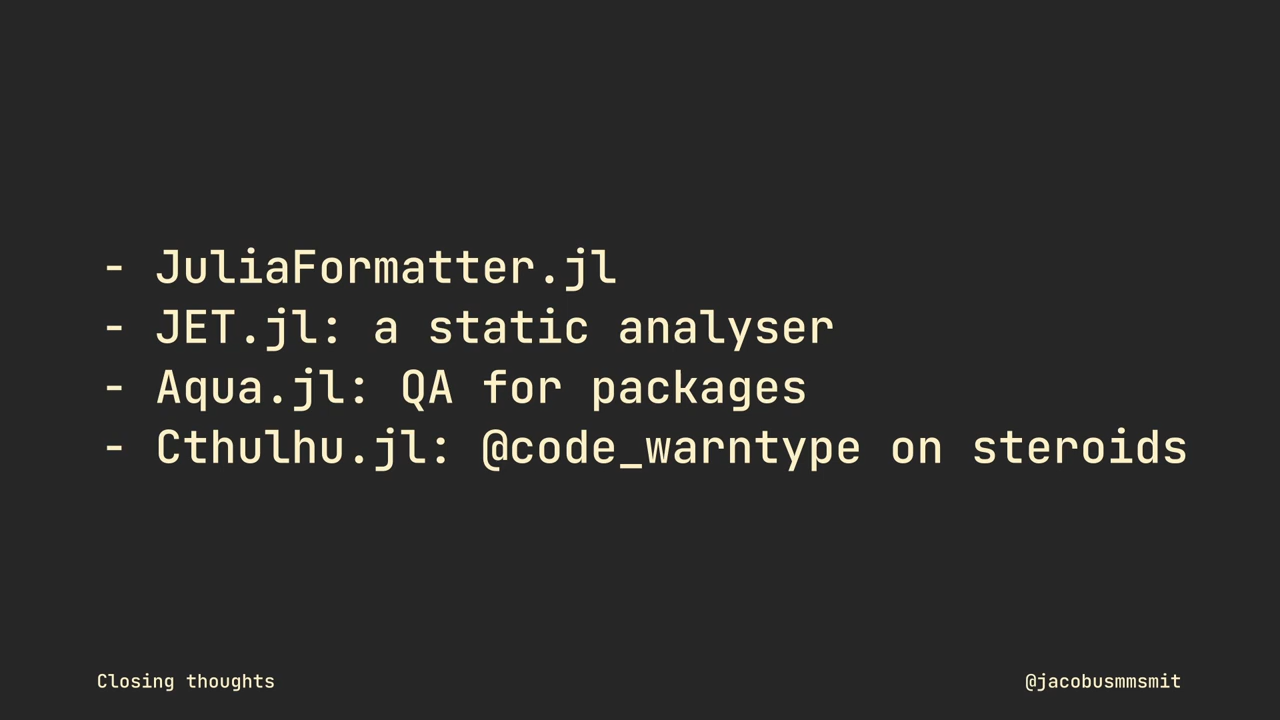 - JuliaFormatter.jl
- JET.jl: a static analyser
- Aqua.jl: QA for packages
- Cthulhu.jl: @code_warntype on steroids
Closing thoughts
@jacobusmmsmit